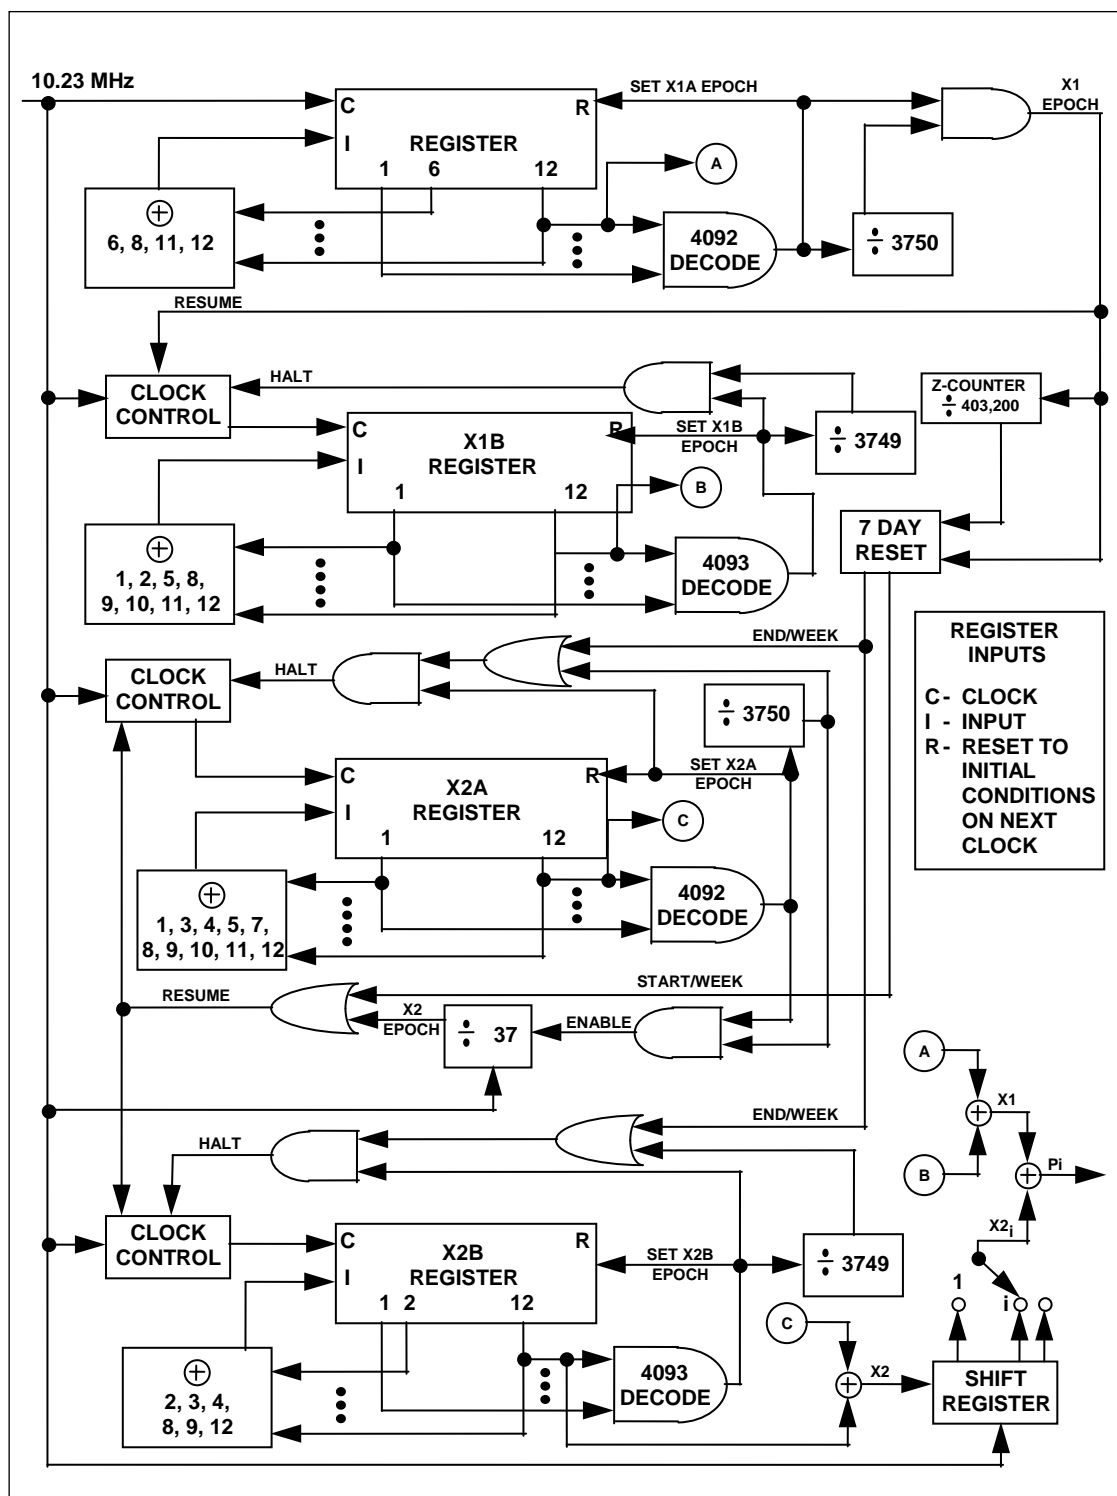 10.23 MHz
SET X1A EPOCH
X1
EPOCH
C
R
I
REGISTER
1
6
12
A
6, 8, 11, 12
4092
DECODE
÷ 3750
RESUME
HALT
CLOCK
CONTROL
Z-COUNTER
÷ 403,200
C
R
SET X1B
EPOCH
÷ 3749
I
X1B
REGISTER
1
12
B
7 DAY
RESET
1, 2, 5, 8,
9, 10, 11, 12
4093
DECODE
END/WEEK
REGISTER
INPUTS
C - CLOCK
I - INPUT
R - RESET TO
INITIAL
CONDITIONS
ON NEXT
CLOCK
HALT
CLOCK
CONTROL
÷ 3750
C
R
SET X2A
EPOCH
I
X2A
REGISTER
1
12
C
1, 3, 4, 5, 7,
8, 9, 10, 11, 12
4092
DECODE
RESUME
START/WEEK
X2
EPOCH
÷ 37
ENABLE
A
X1
END/WEEK
HALT
B
Pi
CLOCK
CONTROL
X2i
C
R
SET X2B
EPOCH
÷ 3749
I
X2B
REGISTER
1
2
12
1
i
C
2, 3, 4,
8, 9, 12
4093
DECODE
X2
SHIFT
REGISTER